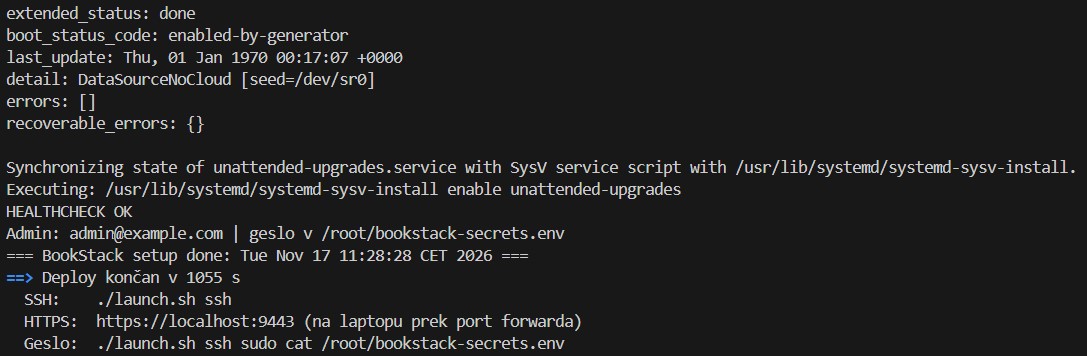 extended_status: done
boot_status_code: enabled-by-generator
last_update: Thu, 01 Jan 1970 00:17:07 +0000
detail: DataSourceNoCloud [seed=/dev/sr0]
errors: []
recoverable_errors: {}
Synchronizing state of unattended-upgrades.service with SysV service script with /usr/lib/systemd/systemd-sysv-install.
Executing: /usr/lib/systemd/systemd-sysv-install enable unattended-upgrades
HEALTHCHECK OK
Admin: admin@example.com | geslo v /root/bookstack-secrets.env
=== BookStack setup done: Tue Nov 17 11:28:28 CET 2026 ===
==> Deploy končan v 1055 s
  SSH:    ./launch.sh ssh
  HTTPS:  https://localhost:9443 (na laptopu prek port forwarda)
  Geslo:  ./launch.sh ssh sudo cat /root/bookstack-secrets.env